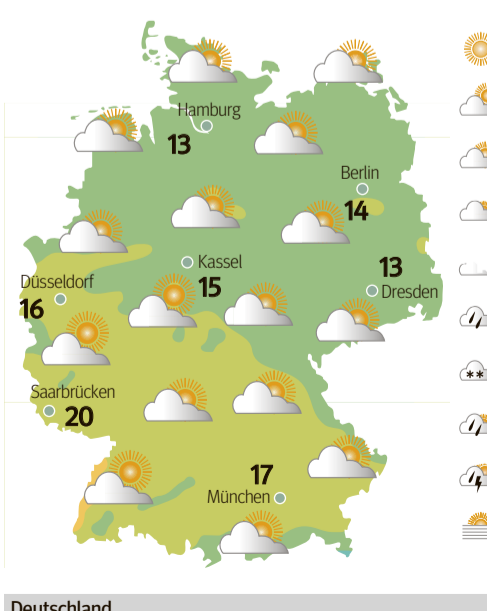 Hamburg
13
Berlin
14
Kassel
15
13
Dresden
Düsseldorf
16
Saarbrücken
20
17
München
Deutschland